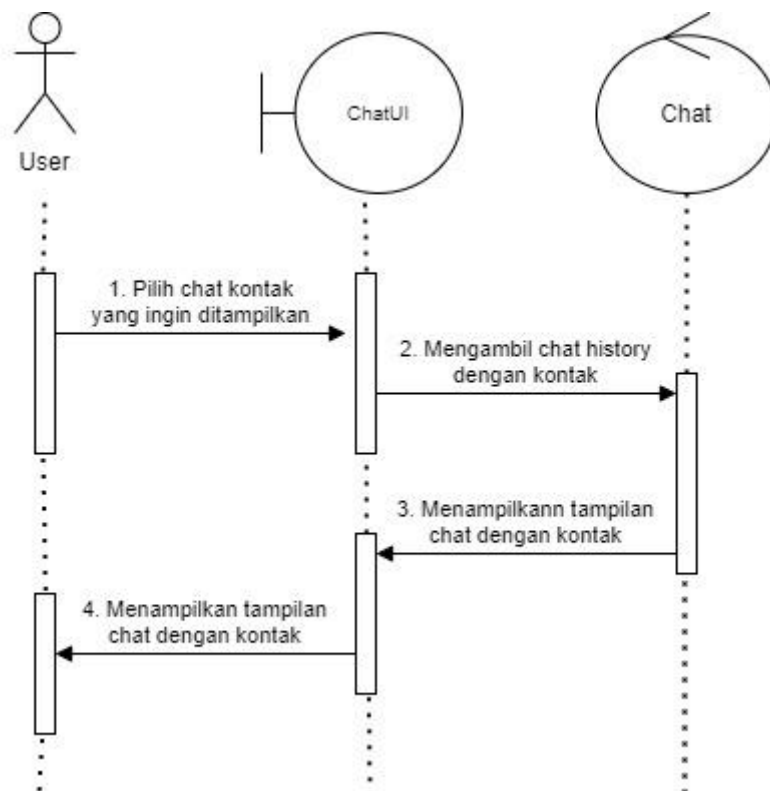 User
ChatUI
Chat
1. Pilih chat kontak
yang ingin ditampilkan
2. Mengambil chat history
dengan kontak
3. Menampilkann tampilan
chat dengan kontak
4. Menampilkan tampilan
chat dengan kontak